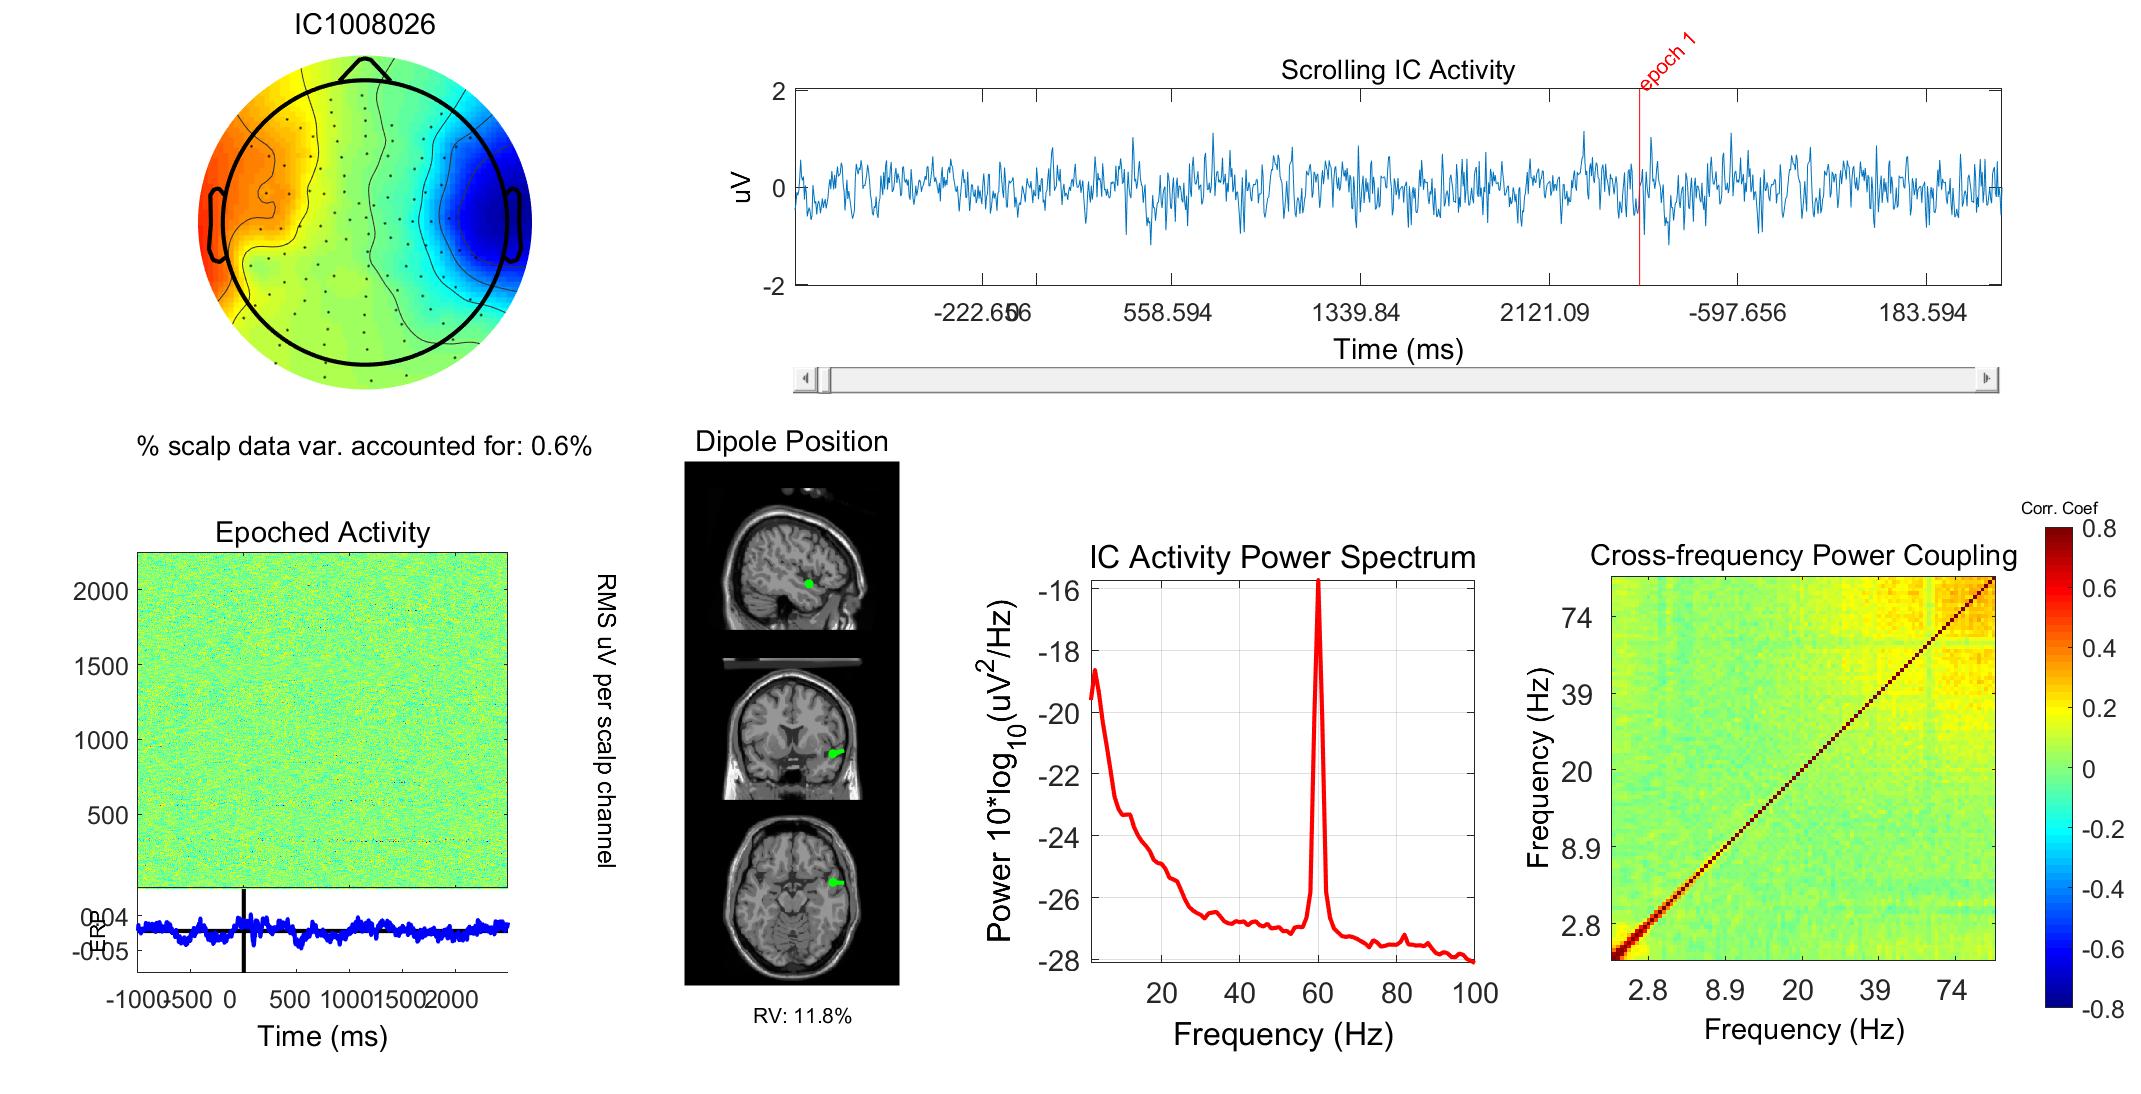 IC1008026
% scalp data var. accounted for: 0.6%
Scrolling IC Activity
epoch 1
uV
2
0
-2
-222.656
0
558.594
1339.84
2121.09
-597.656
183.594
Time (ms)
Epoched Activity
2000
1500
1000
500
RMS uV per scalp channel
ERP
0.04
-0.05
-1000
-500
0
500
1000
1500
2000
Time (ms)
Dipole Position
RV: 11.8%
IC Activity Power Spectrum
Power 10*log10(uV2/Hz)
-16
-18
-20
-22
-24
-26
-28
20
40
60
80
100
Frequency (Hz)
Cross-frequency Power Coupling
Frequency (Hz)
74
39
20
8.9
2.8
2.8
8.9
20
39
74
Frequency (Hz)
Corr. Coef
0.8
0.6
0.4
0.2
0
-0.2
-0.4
-0.6
-0.8